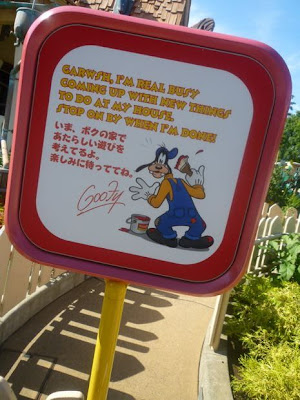 GARWSH, I'M REAL BUSY
COMING UP WITH NEW THINGS
TO DO AT MY HOUSE.
STOP ON BY WHEN I'M DONE!
いま、ボクの家で
あたらしい遊びを
考えてるよ。
楽しみに待っててね。
Goofy